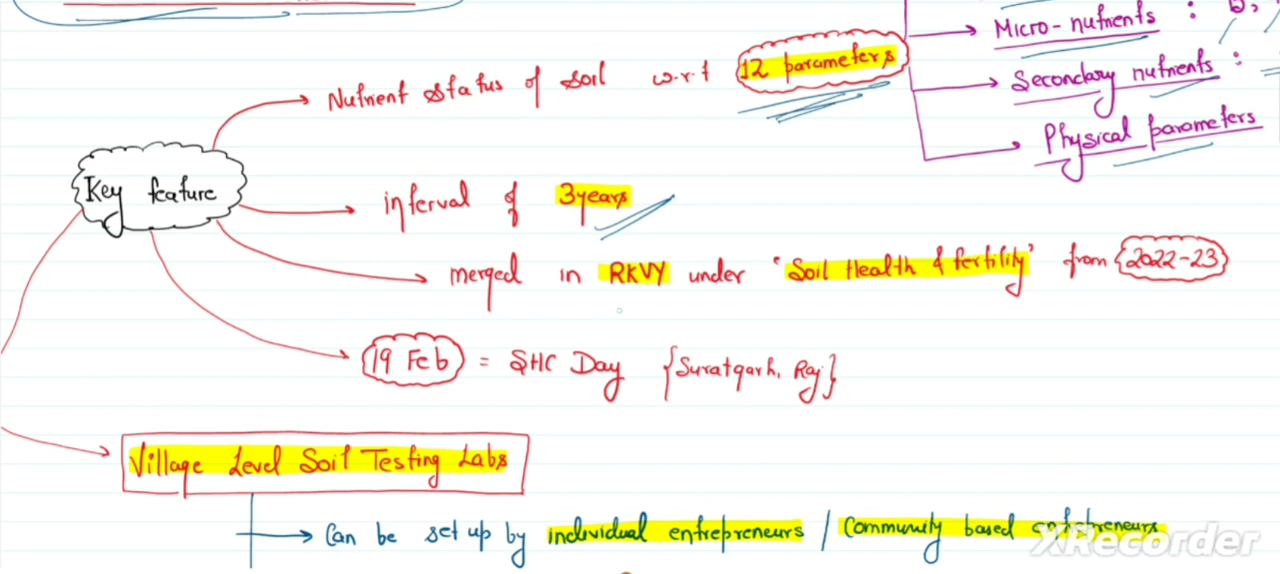 Micro-nutrients :
Nutrient status of soil w.r.t 12 parameters
Secondary nutrients :
Physical parameters
Key feature
interval of 3years
merged in RKVY under 'Soil Health & fertility' from 2022-23
19 Feb = SHC Day {Suratgarh, Raj}
Village Level Soil Testing Labs
Can be set up by individual entrepreneurs / Community based entrepreneurs
XRecorder